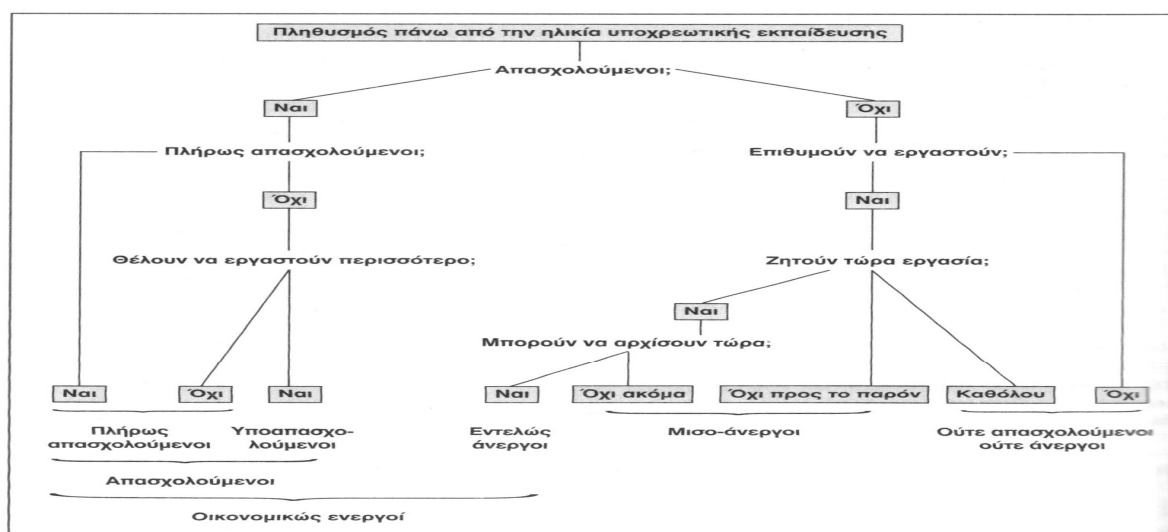 Πληθυσμός πάνω από την ηλικία υποχρεωτικής εκπαίδευσης
Απασχολούμενοι;
Ναι
Όχι
Πλήρως απασχολούμενοι;
Επιθυμούν να εργαστούν;
Όχι
Ναι
Θέλουν να εργαστούν περισσότερο;
Ζητούν τώρα εργασία;
Ναι
Μπορούν να αρχίσουν τώρα;
Ναι
Όχι
Ναι
Ναι
Όχι ακόμα
Όχι προς το παρόν
Καθόλου
Όχι
Πλήρως
απασχολούμενοι
Υποαπασχο-
λούμενοι
Εντελώς
άνεργοι
Μισο-άνεργοι
Ούτε απασχολούμενοι
ούτε άνεργοι
Απασχολούμενοι
Οικονομικώς ενεργοί